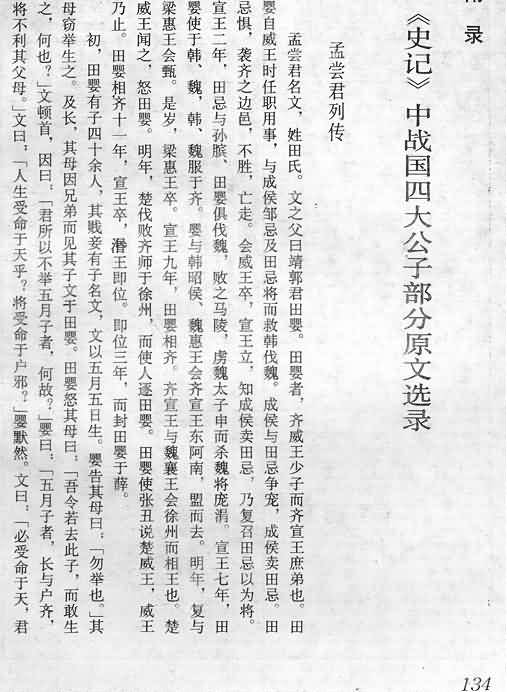 录
《史记》中战国四大公子部分原文选录
孟尝君列传
孟尝君名文,姓田氏。文之父曰靖郭君田婴。田婴者,齐威王少子而齐宣王庶弟也。田
婴自威王时任职用事,与成侯邹忌及田忌将而救韩伐魏。成侯与田忌争宠,成侯卖田忌。田
忌惧,袭齐之边邑,不胜,亡走。会威王卒,宣王立,知成侯卖田忌,乃复召田忌以为将。
宣王二年,田忌与孙膑、田婴俱伐魏,败之马陵,虏魏太子申而杀魏将庞涓。宣王七年,田
婴使于韩、魏,韩、魏服于齐。婴与韩昭侯、魏惠王会齐宣王东阿南,盟而去。明年,复与
梁惠王会甄。是岁,梁惠王卒。宣王九年,田婴相齐。齐宣王与魏襄王会徐州而相王也。楚
威王闻之,怒田婴。明年,楚伐败齐师于徐州,而使人逐田婴。田婴使张丑说楚威王,威王
乃止。田婴相齐十一年,宣王卒,湣王即位。即位三年,而封田婴于薛。
初,田婴有子四十余人,其贱妾有子名文,文以五月五日生。婴告其母曰:「勿举也。」其
母窃举生之。及长,其母因兄弟而见其子文于田婴。田婴怒其母曰:「吾令若去此子,而敢生
之,何也?」文顿首,因曰:「君所以不举五月子者,何故?」婴曰:「五月子者,长与户齐,
将不利其父母。」文曰:「人生受命于天乎?将受命于户邪?」婴默然。文曰:「必受命于天,君
134